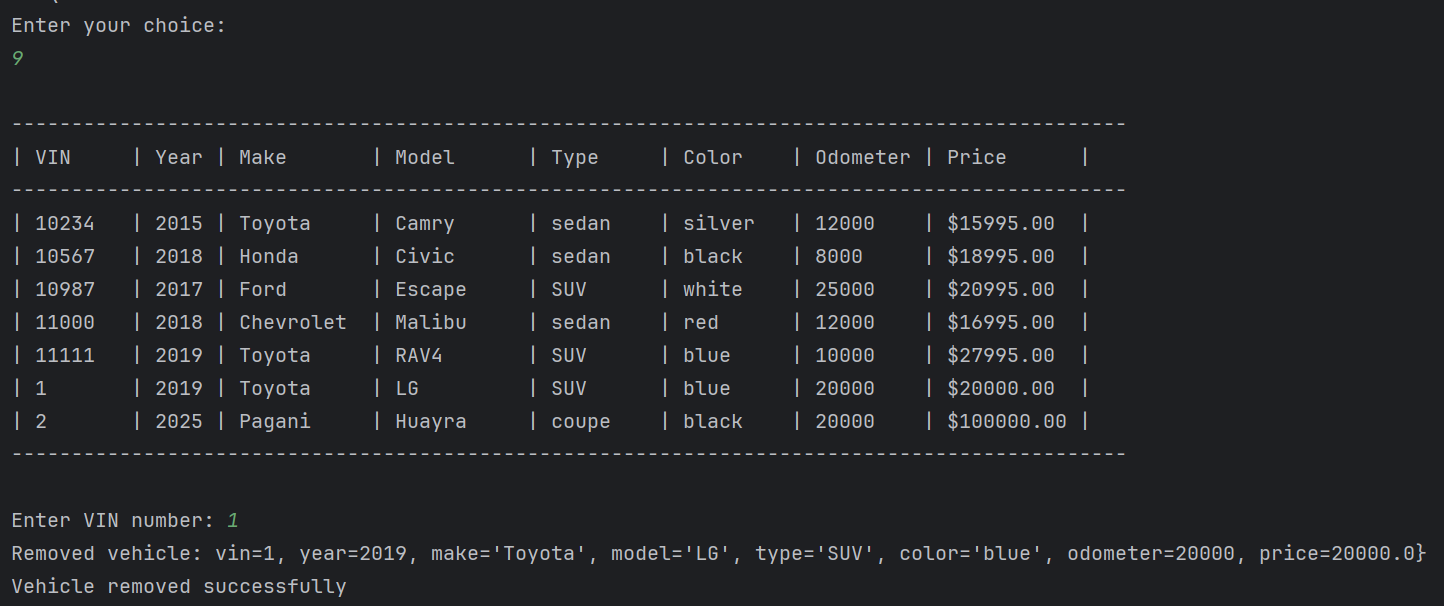 Enter your choice:
9
---------------------------------------------------------------------------------------------
| VIN     | Year | Make       | Model      | Type     | Color    | Odometer | Price      |
---------------------------------------------------------------------------------------------
| 10234   | 2015 | Toyota     | Camry      | sedan    | silver   | 12000    | $15995.00  |
| 10567   | 2018 | Honda      | Civic      | sedan    | black    | 8000     | $18995.00  |
| 10987   | 2017 | Ford       | Escape     | SUV      | white    | 25000    | $20995.00  |
| 11000   | 2018 | Chevrolet  | Malibu     | sedan    | red      | 12000    | $16995.00  |
| 11111   | 2019 | Toyota     | RAV4       | SUV      | blue     | 10000    | $27995.00  |
| 1       | 2019 | Toyota     | LG         | SUV      | blue     | 20000    | $20000.00  |
| 2       | 2025 | Pagani     | Huayra     | coupe    | black    | 20000    | $100000.00 |
---------------------------------------------------------------------------------------------
Enter VIN number: 1
Removed vehicle: vin=1, year=2019, make='Toyota', model='LG', type='SUV', color='blue', odometer=20000, price=20000.0}
Vehicle removed successfully